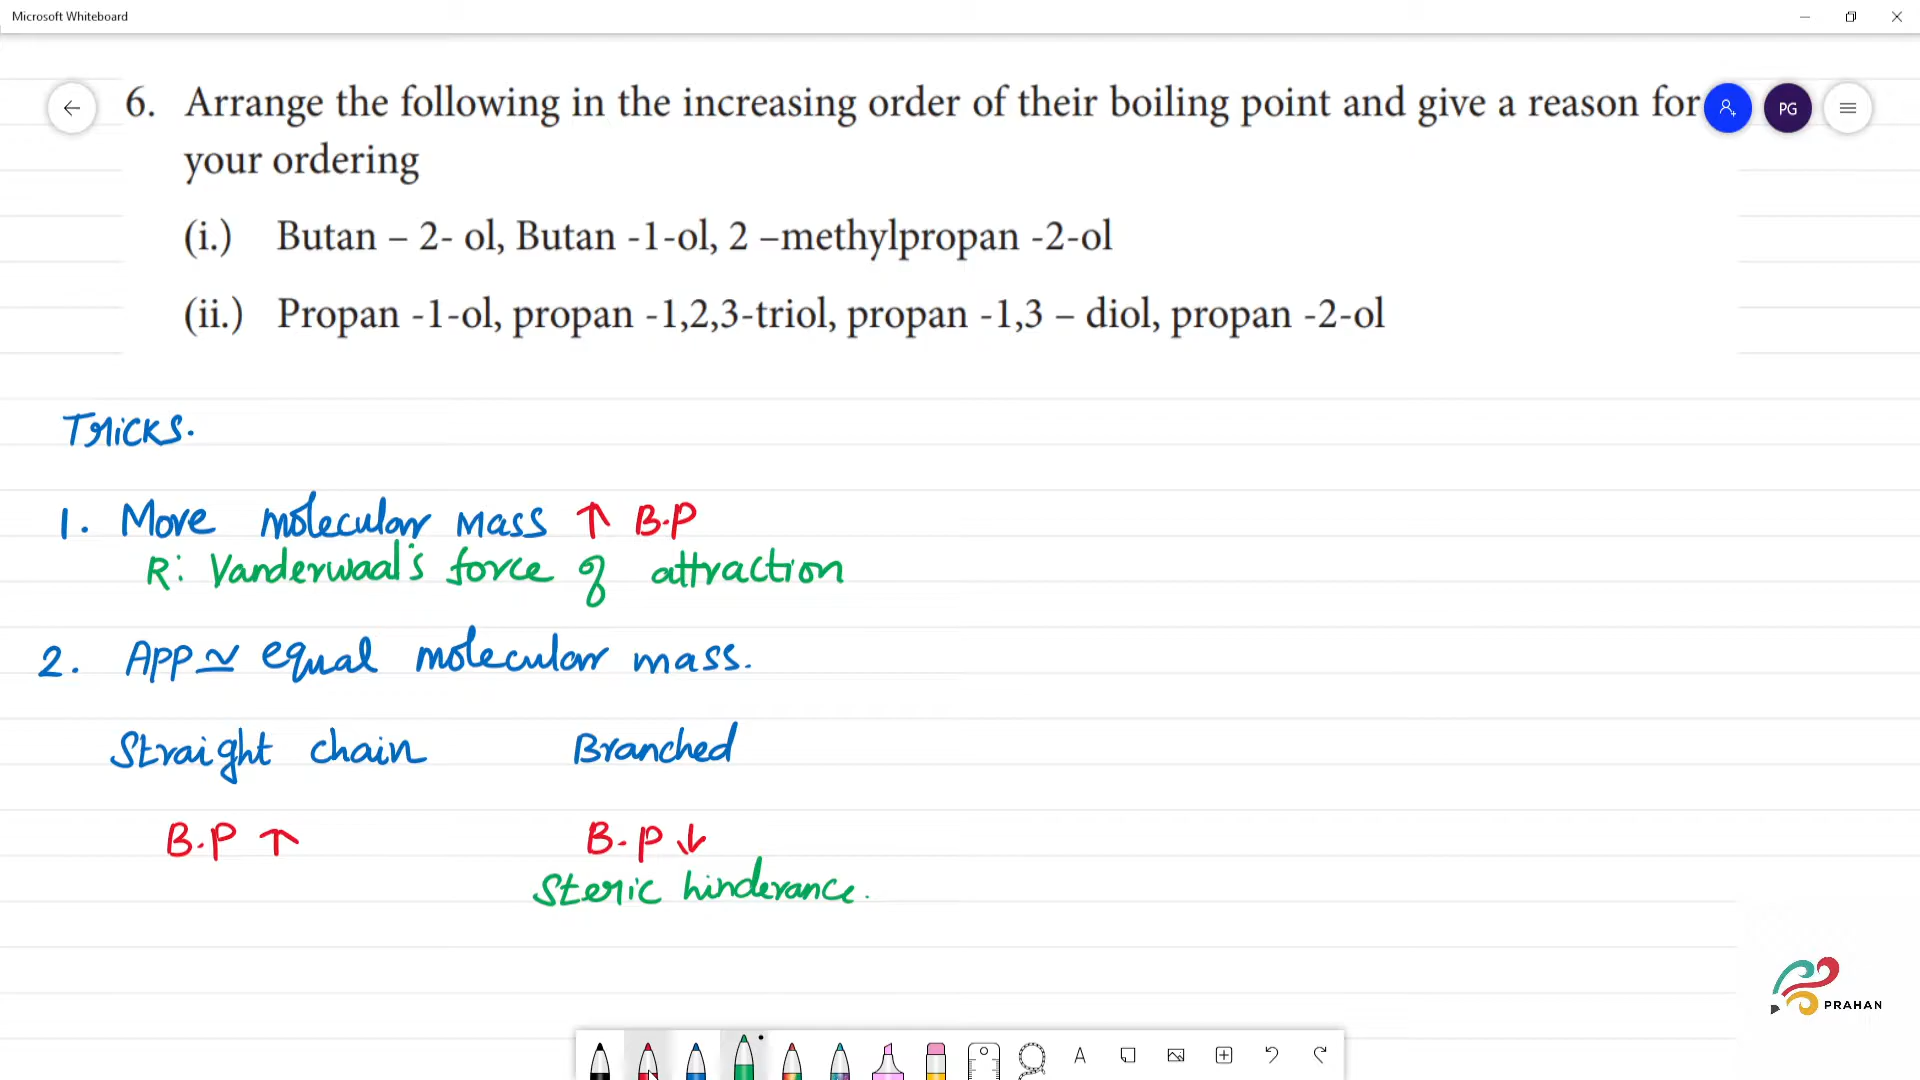 Microsoft Whiteboard
6. Arrange the following in the increasing order of their boiling point and give a reason for
PG
your ordering
(i.) Butan – 2- ol, Butan -1-ol, 2 –methylpropan -2-ol
(ii.) Propan -1-ol, propan -1,2,3-triol, propan -1,3 – diol, propan -2-ol
Tricks.
1. More molecular mass ↑ B.P
R: Vanderwaal's force of attraction
2. App ≃ equal molecular mass.
Straight chain Branched
B.P ↑ B.P ↓
Steric hinderance.
PRAHAN
A